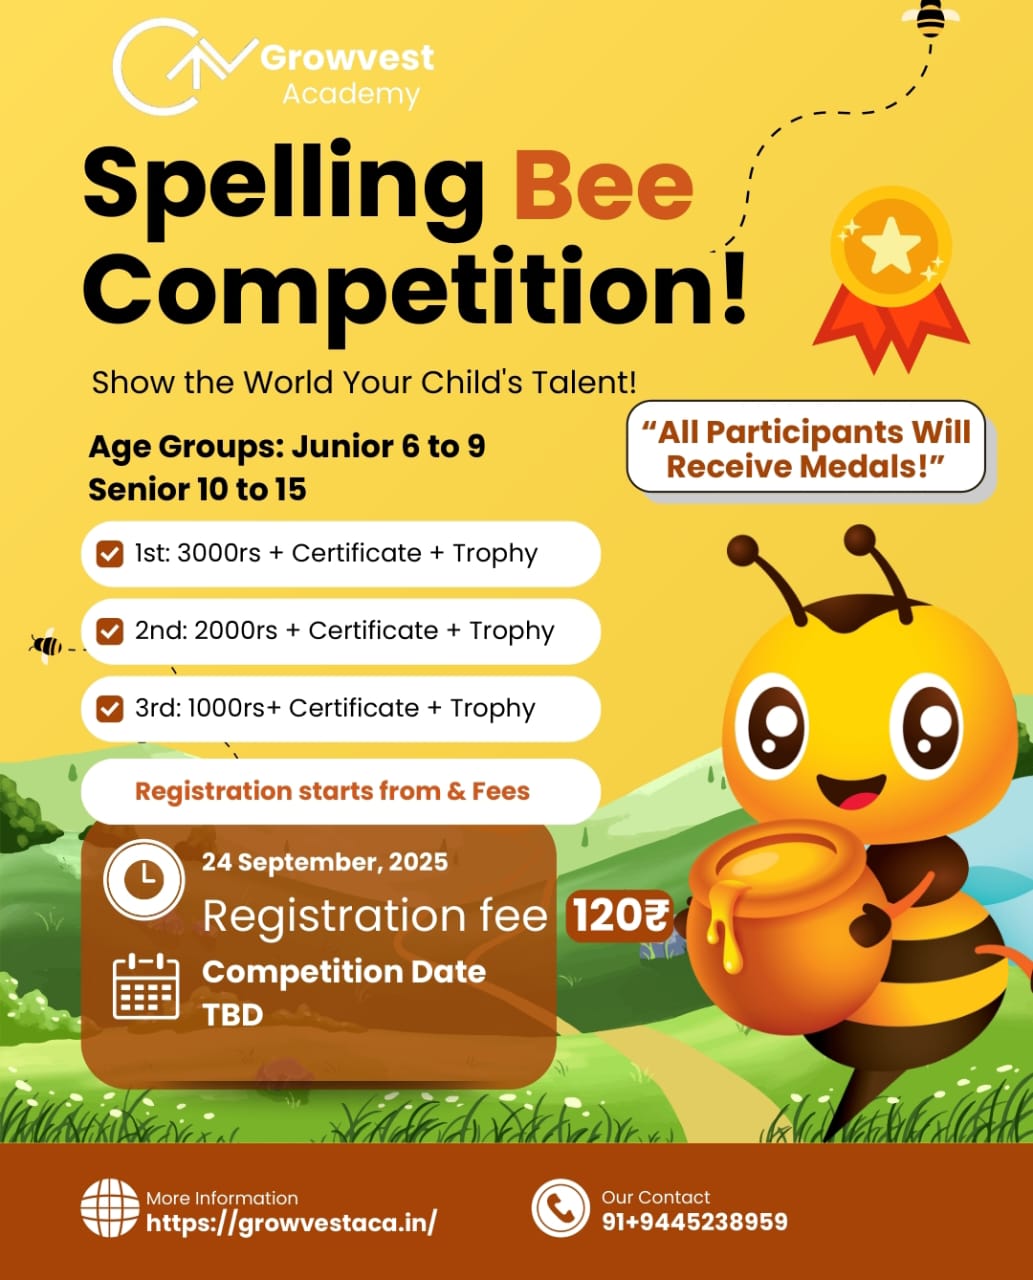 Growvest
Academy
Spelling Bee
Competition!
Show the World Your Child's Talent!
Age Groups: Junior 6 to 9
Senior 10 to 15
“All Participants Will
Receive Medals!”
1st: 3000rs + Certificate + Trophy
2nd: 2000rs + Certificate + Trophy
3rd: 1000rs+ Certificate + Trophy
Registration starts from & Fees
24 September, 2025
Registration fee 120₹
Competition Date
TBD
More Information
https://growvestaca.in/
Our Contact
91+9445238959